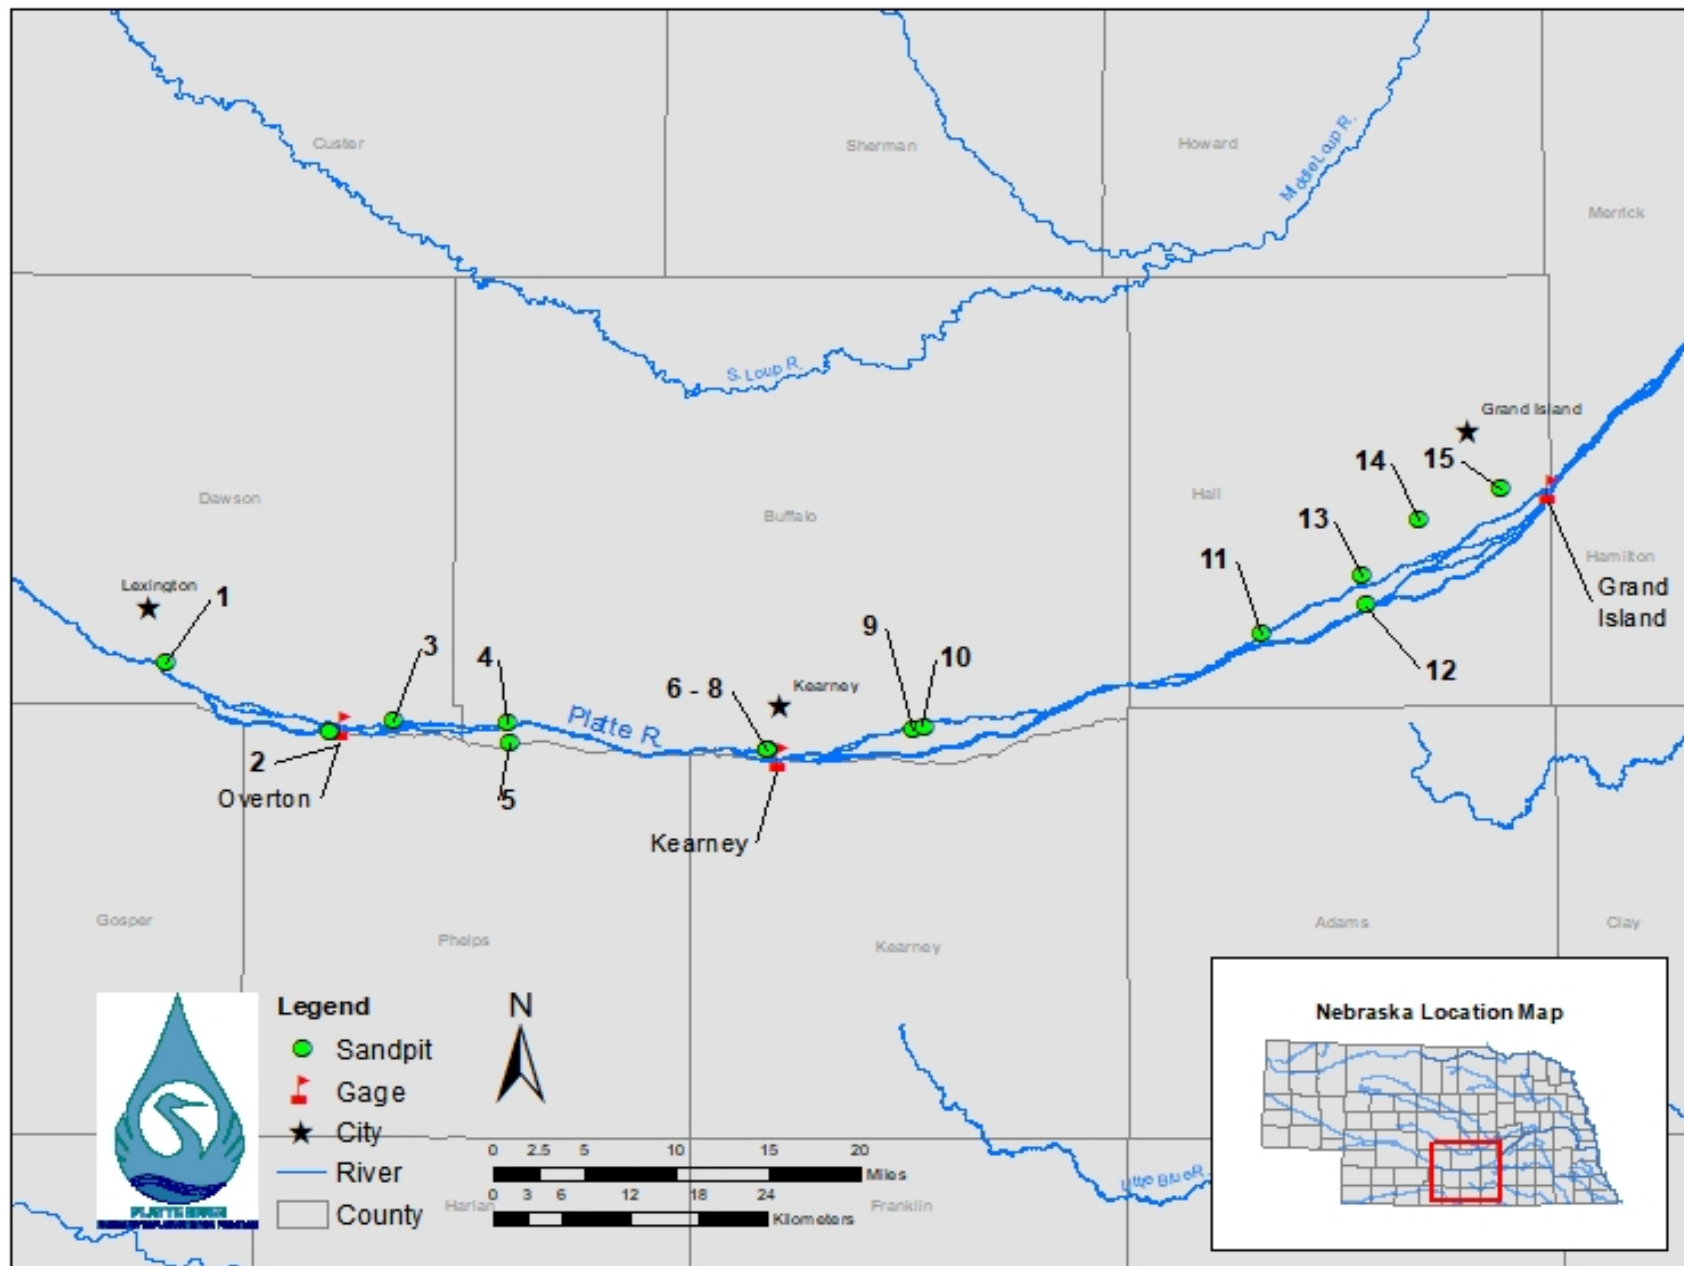 Custer
Sherman
Howard
Middle Loup R.
Merrick
S. Loup R.
Grand Island
14
15
Dawson
Hall
Buffalo
13
Hamilton
11
Lexington
1
Grand
Island
9
10
3
4
12
6 - 8
Kearney
Platte R.
2
Overton
5
Kearney
Gosper
Phelps
Kearney
Adams
Clay
Legend
Sandpit
Gage
City
River
County
N
0 2.5 5 10 15 20
Miles
0 3 6 12 18 24
Kilometers
Harlan
Franklin
Little Blue R.
Nebraska Location Map
PLATTE RIVER